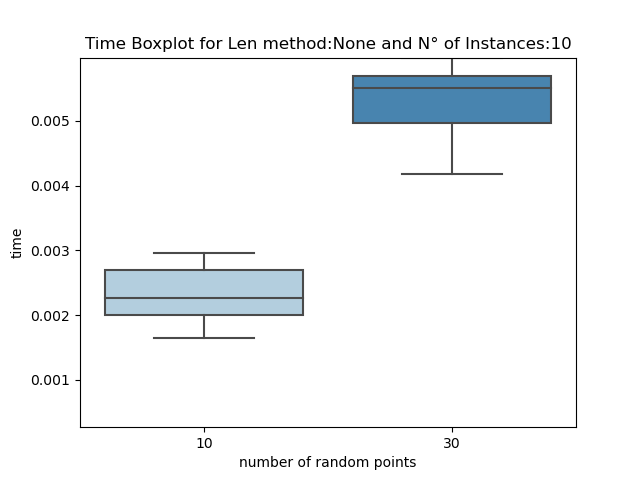 Time Boxplot for Len method:None and N° of Instances:10
0.005
0.004
0.003
0.002
0.001
time
10 30
number of random points